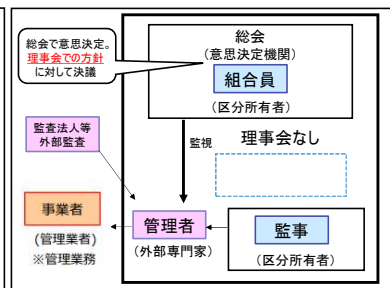 総会で意思決定。
理事会での方針
に対して決議
総会
（意思決定機関）
組合員
（区分所有者）
監査法人等
外部監査
監視
理事会なし
事業者
(管理業者)
※管理業務
管理者
（外部専門家）
監事
（区分所有者）